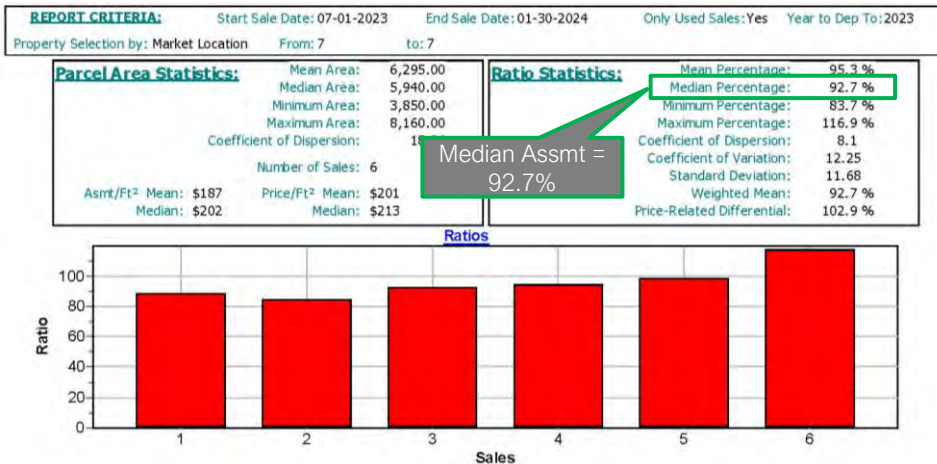 REPORT CRITERIA: Start Sale Date: 07-01-2023 End Sale Date: 01-30-2024 Only Used Sales: Yes Year to Dep To: 2023
Property Selection by: Market Location From: 7 to: 7
Parcel Area Statistics:
Mean Area: 6,295.00
Median Area: 5,940.00
Minimum Area: 3,850.00
Maximum Area: 8,160.00
Coefficient of Dispersion:
Number of Sales: 6
Asmt/Ft² Mean: $187 Price/Ft² Mean: $201
Median: $202 Median: $213
Ratio Statistics:
Mean Percentage: 95.3 %
Median Percentage: 92.7 %
Minimum Percentage: 83.7 %
Maximum Percentage: 116.9 %
Coefficient of Dispersion: 8.1
Coefficient of Variation: 12.25
Standard Deviation: 11.68
Weighted Mean: 92.7 %
Price-Related Differential: 102.9 %
Median Assmt =
92.7%
Ratios
100
80
60
40
20
0
Ratio
1 2 3 4 5 6
Sales